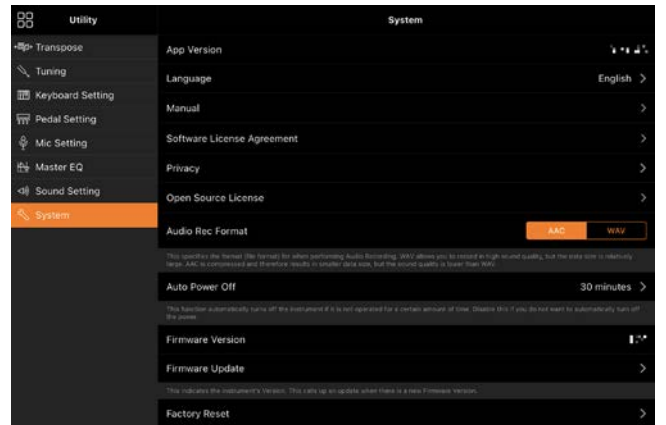 Utility
System
Transpose
Tuning
Keyboard Setting
Pedal Setting
Mic Setting
Master EQ
Sound Setting
System
App Version
Language English
Manual
Software License Agreement
Privacy
Open Source License
Audio Rec Format AAC WAV
This specifies the format (file format) for when performing Audio Recording. WAV allows you to record in high sound quality, but the data size is relatively
large. AAC is compressed and therefore results in smaller data size, but the sound quality is lower than WAV.
Auto Power Off 30 minutes
This function automatically turns off the instrument if it is not operated for a certain amount of time. Disable this if you do not want to automatically turn off
the power.
Firmware Version
Firmware Update
This indicates the instrument's Version. This calls up an update when there is a new Firmware version.
Factory Reset